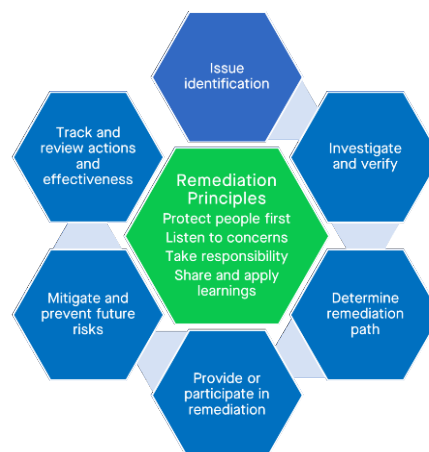 Issue
identification
Investigate
and verify
Determine
remediation
path
Provide or
participate in
remediation
Mitigate and
prevent future
risks
Track and
review actions
and
effectiveness
Remediation
Principles
Protect people first
Listen to concerns
Take responsibility
Share and apply
learnings